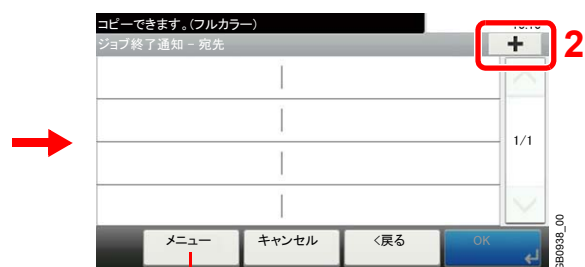 コピーできます。(フルカラー)
ジョブ終了通知 - 宛先
+
2
1/1
メニュー
キャンセル
<戻る
OK
GB0938_00